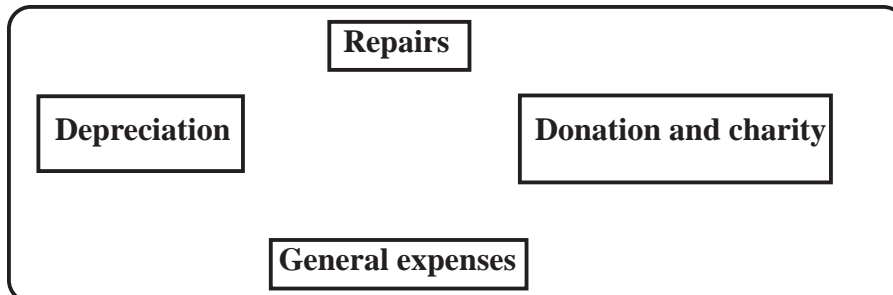 Repairs
Depreciation
Donation and charity
General expenses